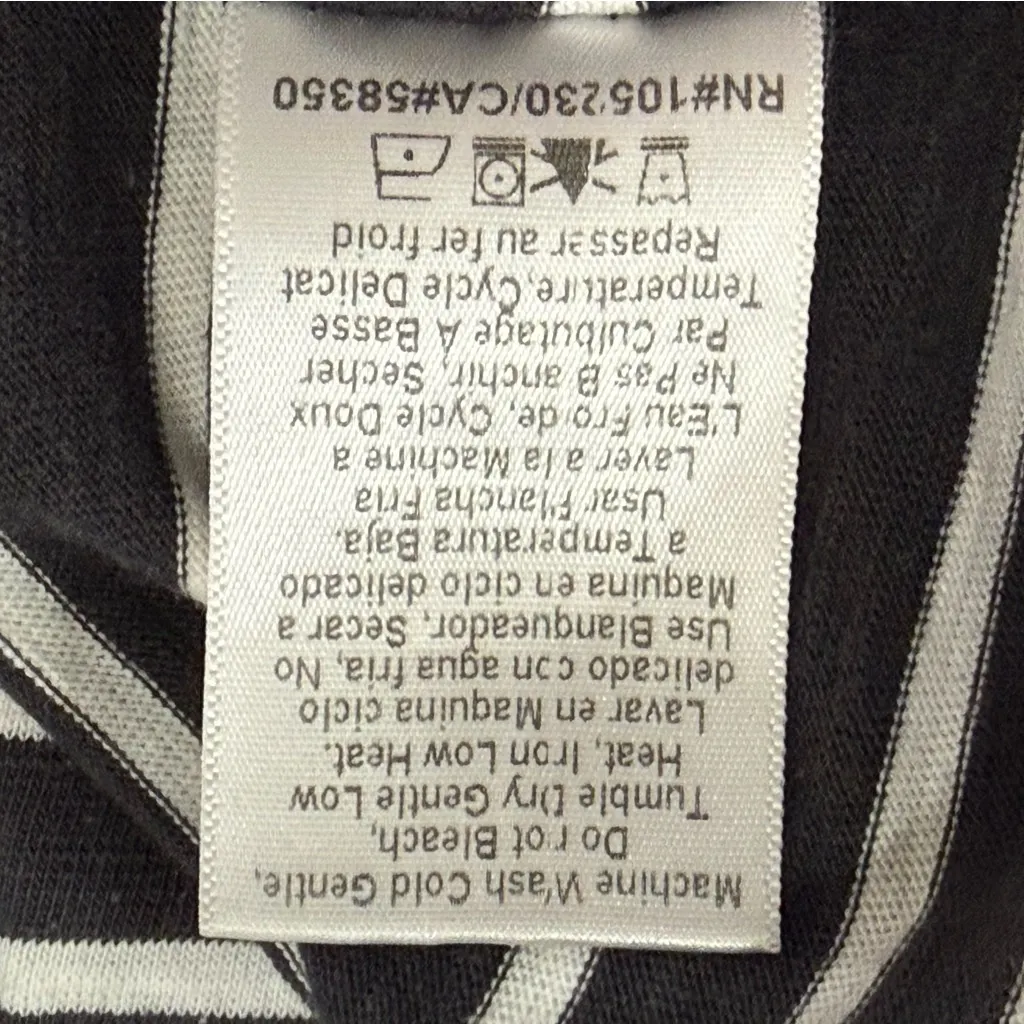 Machine Wash Cold Gentle,
Do not Bleach,
Tumble Dry Gentle Low
Heat, Iron Low Heat.
Lavar en Maquina ciclo
delicado con agua fria, No
Use Blanqueador, Secar a
Maquina en ciclo delicado
a Temperatura Baja.
Usar Plancha Fria
Laver a la Machine a
L'Eau Froide, Cycle Doux
Ne Pas Blanchir, Secher
Par Culbutage A Basse
Temperature, Cycle Delicat
Repasser au fer froid
RN#105230/CA#58350